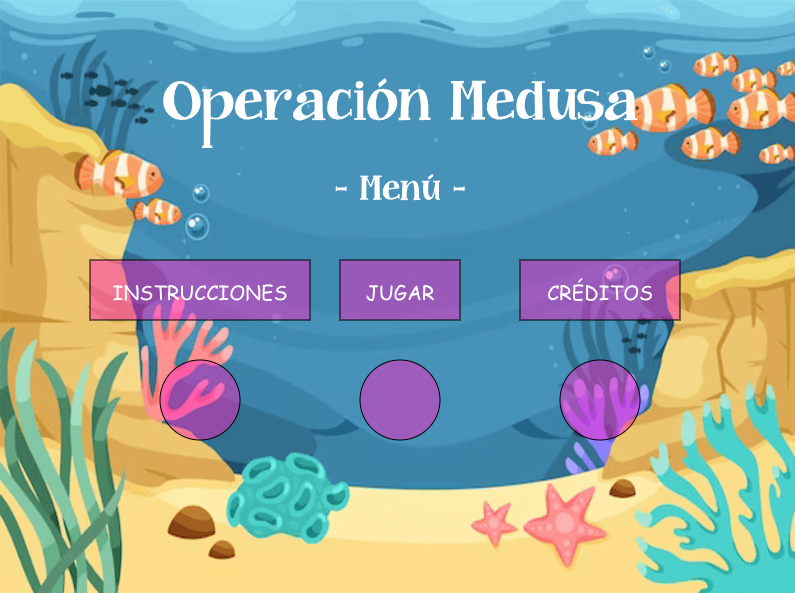 Operación Medusa
- Menú -
INSTRUCCIONES
JUGAR
CRÉDITOS